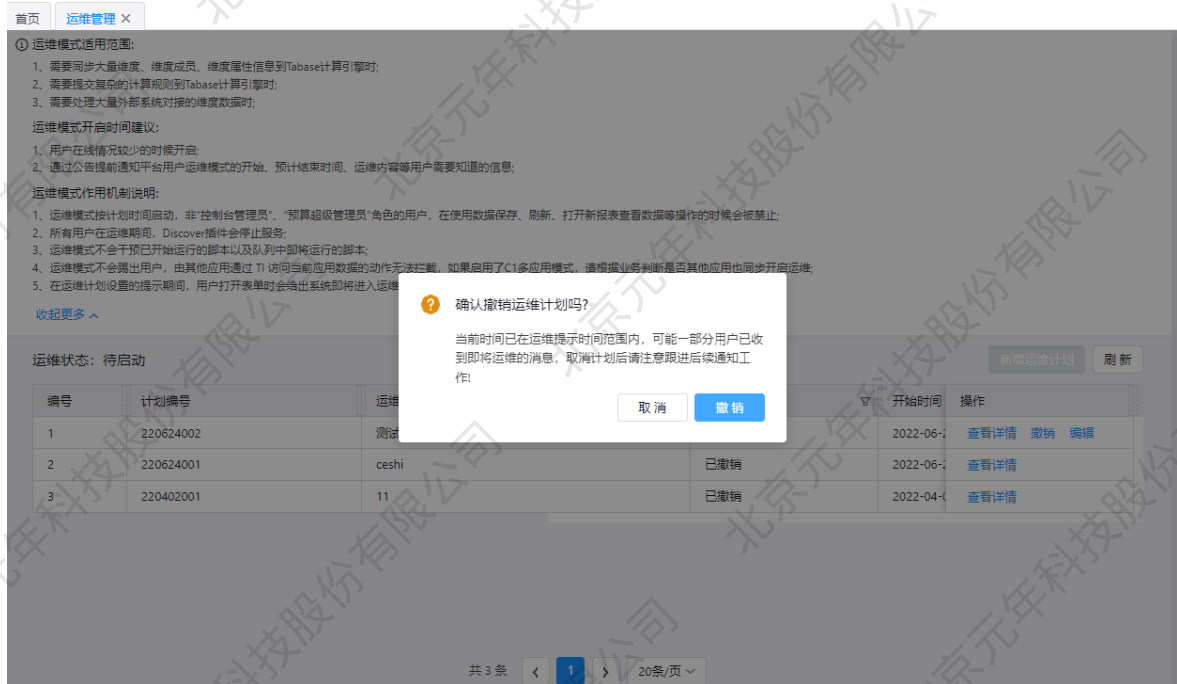 首页 运维管理
运维模式适用范围:
1、需要同步大量维度、维度成员、维度属性信息到Tabase计算引擎时;
2、需要提交复杂的计算规则到Tabase计算引擎时;
3、需要处理大量外部系统对接的维度数据时;
运维模式开启时间建议:
1、用户在线情况较少的时候开启;
2、通过公告提前通知平台用户运维模式的开始、预计结束时间、运维内容等用户需要知道的信息;
运维模式作用机制说明:
1、运维模式按计划时间启动，非“控制台管理员”、“预算超级管理员”角色的用户，在使用数据保存、刷新、打开新报表查看数据等操作的时候会被禁止;
2、所有用户在运维期间，Discover插件会停止服务;
3、运维模式不会干预已开始运行的脚本以及队列中即将运行的脚本;
4、运维模式不会踢出用户，由其他应用通过 TI 访问当前应用数据的动作无法拦截，如果启用了C1多应用模式，请根据业务判断是否其他应用也同步开启运维;
5、在运维计划设置的提示期间，用户打开表单时会给出系统即将进入运维
收起更多
确认撤销运维计划吗?
当前时间已在运维提示时间范围内，可能一部分用户已收
到即将运维的消息，取消计划后请注意跟进后续通知工
作!
取消 撤销
运维状态：待启动 新增运维计划 刷新
编号 计划编号 运维 开始时间 操作
1 220624002 测试 2022-06-2 查看详情 撤销 编辑
2 220624001 ceshi 已撤销 2022-06-2 查看详情
3 220402001 11 已撤销 2022-04-0 查看详情
共 3 条 1 20条/页
北京元年科技股份有限公司